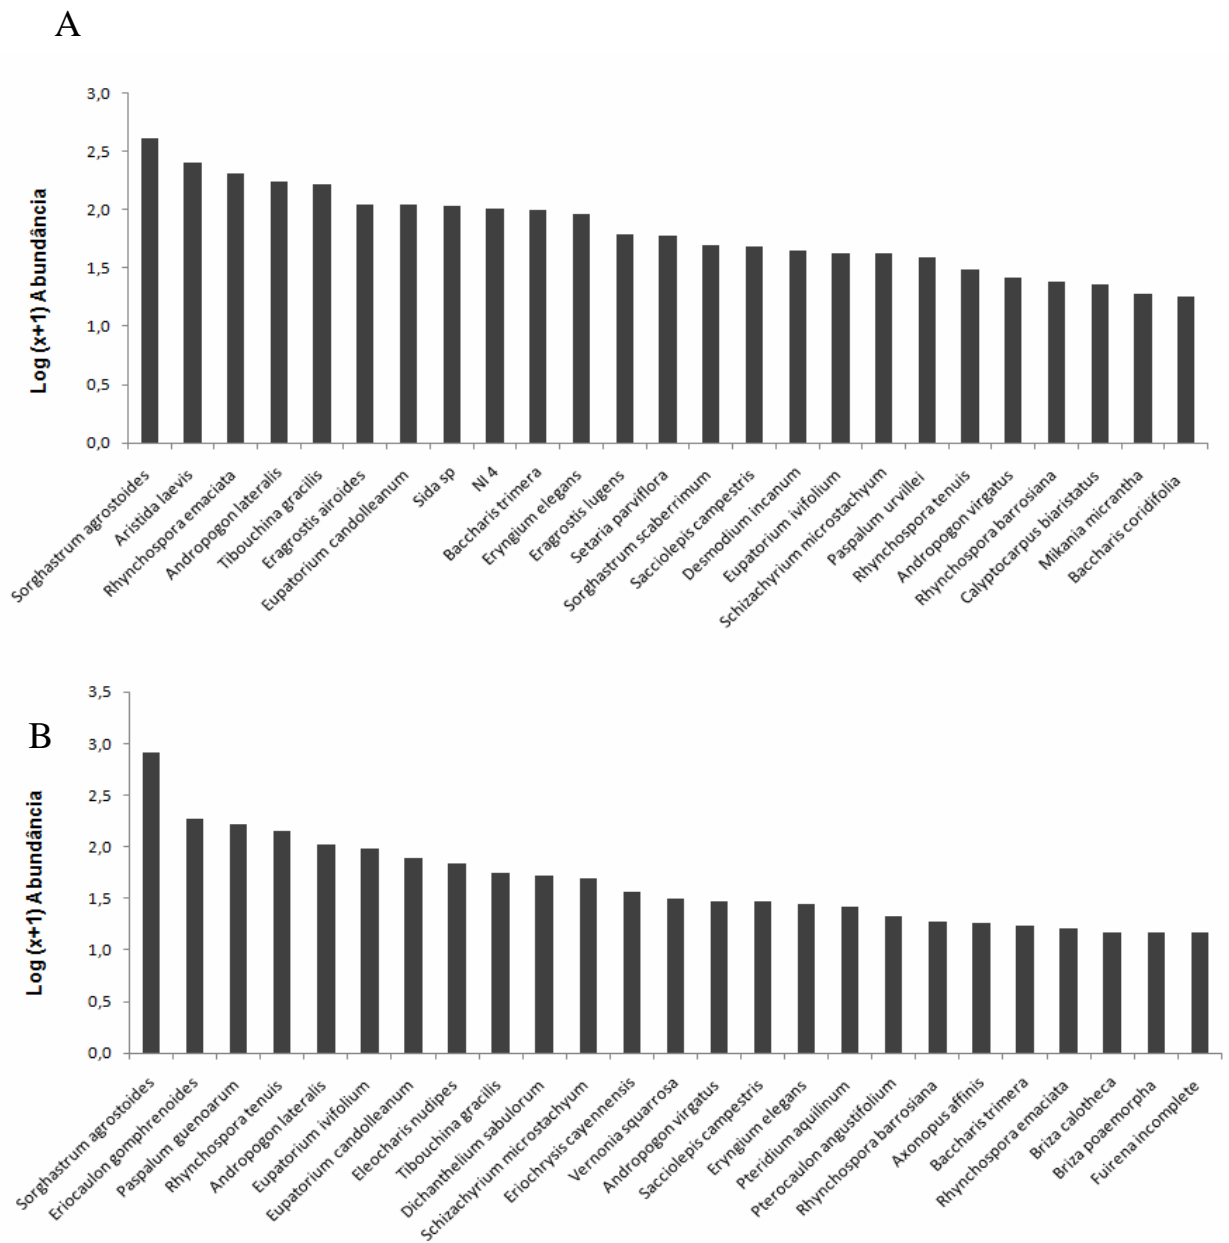 A
3,0
2,5
2,0
1,5
1,0
0,5
0,0
Log (x+1) Abundância
Sorghastrum agrostoides
Aristida laevis
Rhynchospora emaciata
Andropogon lateralis
Tibouchina gracilis
Eragrostis airoides
Eupatorium candolleanum
Sida sp
NI 4
Baccharis trimera
Eryngium elegans
Eragrostis lugens
Setaria parviflora
Sorghastrum scaberrimum
Sacciolepis campestris
Desmodium incanum
Eupatorium ivifolium
Schizachyrium microstachyum
Paspalum urvillei
Rhynchospora tenuis
Andropogon virgatus
Rhynchospora barrosiana
Calyptocarpus biaristatus
Mikania micrantha
Baccharis coridifolia
B
3,5
3,0
2,5
2,0
1,5
1,0
0,5
0,0
Log (x+1) Abundância
Sorghastrum agrostoides
Eriocaulon gomphrenoides
Paspalum guenoarum
Rhynchospora tenuis
Andropogon lateralis
Eupatorium ivifolium
Eupatorium candolleanum
Eleocharis nudipes
Tibouchina gracilis
Dichanthelium sabulorum
Schizachyrium microstachyum
Eriochrysis cayennensis
Vernonia squarrosa
Andropogon virgatus
Sacciolepis campestris
Eryngium elegans
Pteridium aquilinum
Pterocaulon angustifolium
Rhynchospora barrosiana
Axonopus affinis
Baccharis trimera
Rhynchospora emaciata
Briza calotheca
Briza poaemorpha
Fuirena incomplete